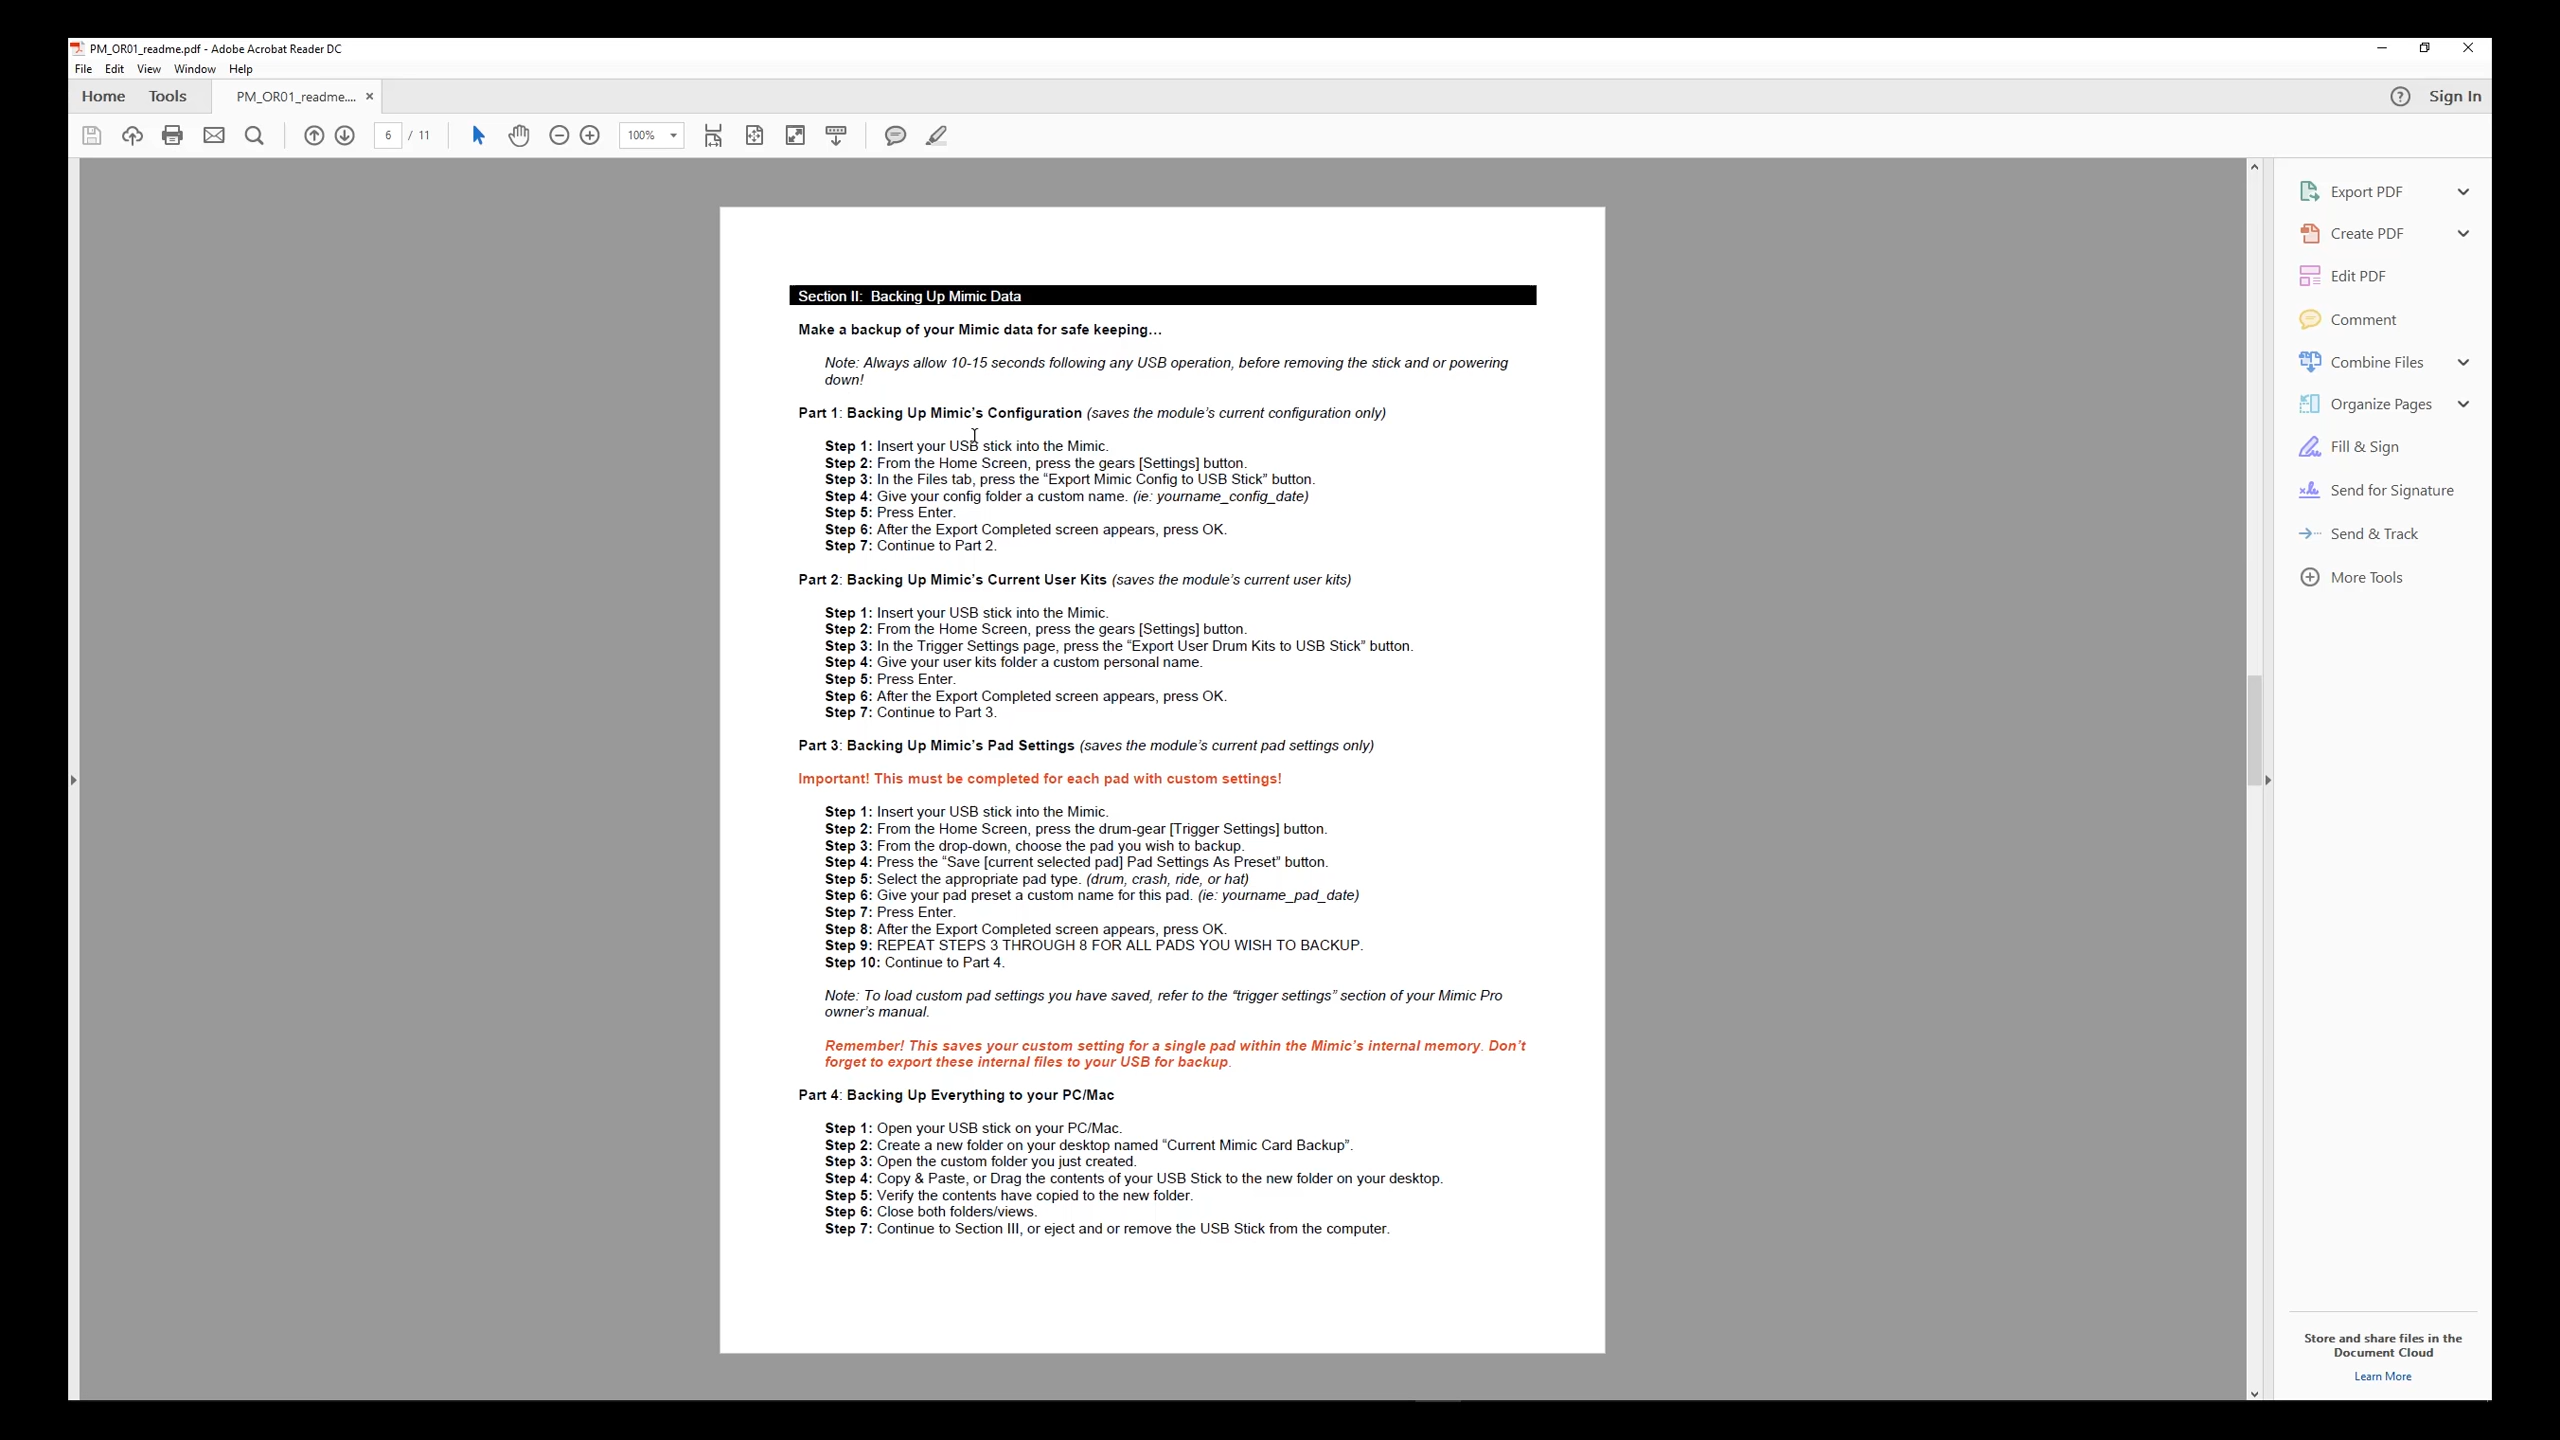 PM_OR01_readme.pdf - Adobe Acrobat Reader DC
File Edit View Window Help
Home Tools PM_OR01_readme.... × ? Sign In
6 / 11 100%
Section II: Backing Up Mimic Data
Make a backup of your Mimic data for safe keeping...
Note: Always allow 10-15 seconds following any USB operation, before removing the stick and or powering
down!
Part 1: Backing Up Mimic's Configuration (saves the module's current configuration only)
Step 1: Insert your USB stick into the Mimic.
Step 2: From the Home Screen, press the gears [Settings] button.
Step 3: In the Files tab, press the “Export Mimic Config to USB Stick” button.
Step 4: Give your config folder a custom name. (ie: yourname_config_date)
Step 5: Press Enter.
Step 6: After the Export Completed screen appears, press OK.
Step 7: Continue to Part 2.
Part 2: Backing Up Mimic's Current User Kits (saves the module's current user kits)
Step 1: Insert your USB stick into the Mimic.
Step 2: From the Home Screen, press the gears [Settings] button.
Step 3: In the Trigger Settings page, press the “Export User Drum Kits to USB Stick” button.
Step 4: Give your user kits folder a custom personal name.
Step 5: Press Enter.
Step 6: After the Export Completed screen appears, press OK.
Step 7: Continue to Part 3.
Part 3: Backing Up Mimic's Pad Settings (saves the module's current pad settings only)
Important! This must be completed for each pad with custom settings!
Step 1: Insert your USB stick into the Mimic.
Step 2: From the Home Screen, press the drum-gear [Trigger Settings] button.
Step 3: From the drop-down, choose the pad you wish to backup.
Step 4: Press the “Save [current selected pad] Pad Settings As Preset” button.
Step 5: Select the appropriate pad type. (drum, crash, ride, or hat)
Step 6: Give your pad preset a custom name for this pad. (ie: yourname_pad_date)
Step 7: Press Enter.
Step 8: After the Export Completed screen appears, press OK.
Step 9: REPEAT STEPS 3 THROUGH 8 FOR ALL PADS YOU WISH TO BACKUP.
Step 10: Continue to Part 4.
Note: To load custom pad settings you have saved, refer to the “trigger settings” section of your Mimic Pro
owner's manual.
Remember! This saves your custom setting for a single pad within the Mimic's internal memory. Don't
forget to export these internal files to your USB for backup.
Part 4: Backing Up Everything to your PC/Mac
Step 1: Open your USB stick on your PC/Mac.
Step 2: Create a new folder on your desktop named “Current Mimic Card Backup”.
Step 3: Open the custom folder you just created.
Step 4: Copy & Paste, or Drag the contents of your USB Stick to the new folder on your desktop.
Step 5: Verify the contents have copied to the new folder.
Step 6: Close both folders/views.
Step 7: Continue to Section III, or eject and or remove the USB Stick from the computer.
Export PDF
Create PDF
Edit PDF
Comment
Combine Files
Organize Pages
Fill & Sign
Send for Signature
Send & Track
More Tools
Store and share files in the
Document Cloud
Learn More